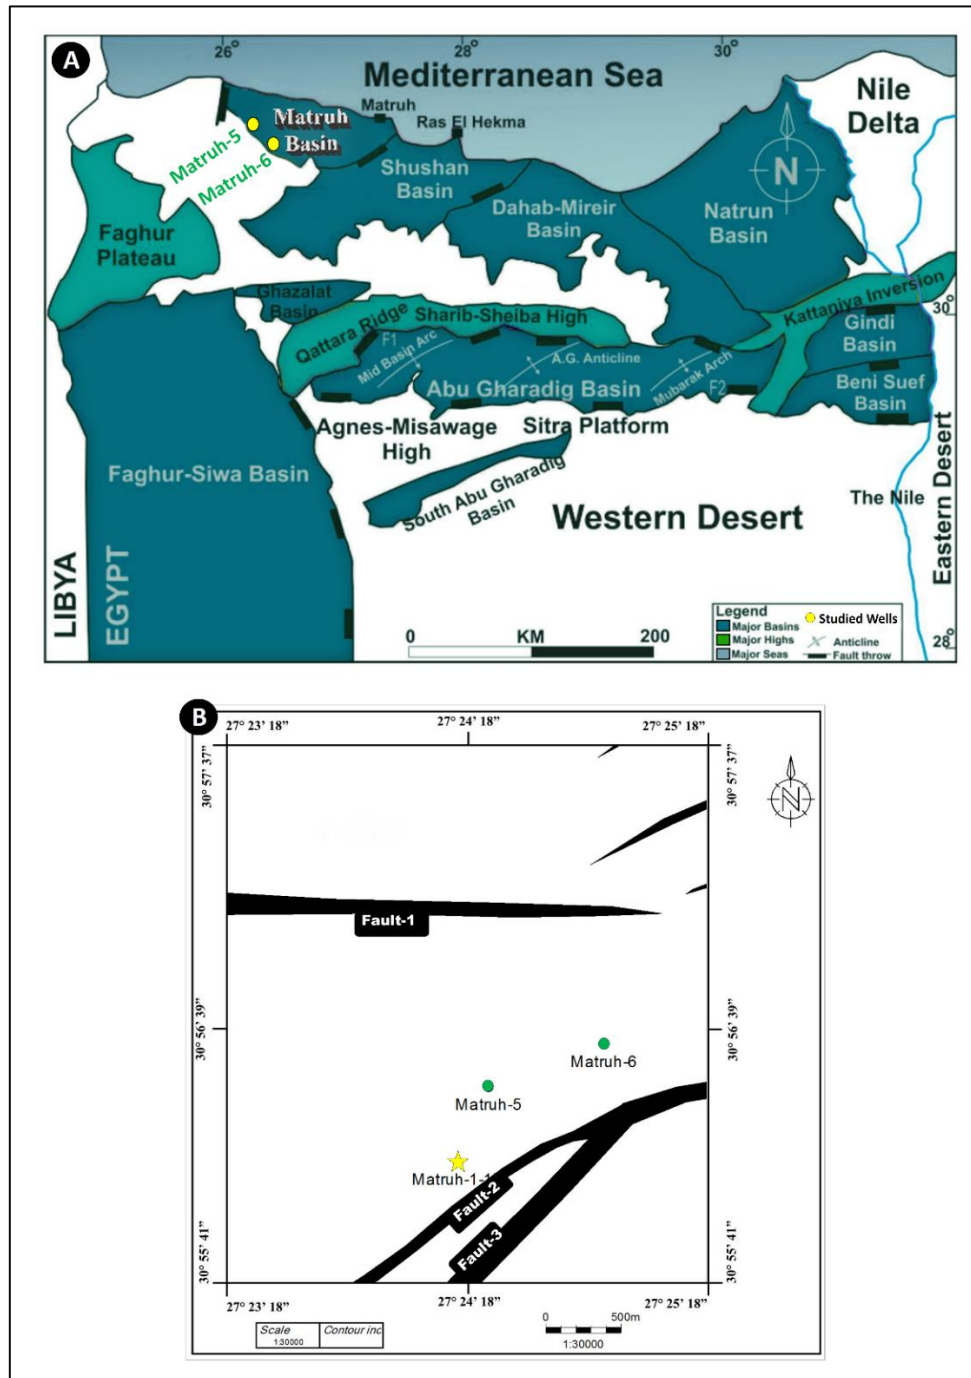 A
26°
28°
30°
Mediterranean Sea
Nile
Delta
Matruh
Ras El Hekma
Matruh
Basin
Matruh-5
Matruh-6
Shushan
Basin
N
Dahab-Mireir
Basin
Natrun
Basin
Faghur
Plateau
Ghazalat
Basin
Kattaniya Inversion
30°
Qattara Ridge
Sharib-Sheiba High
Gindi
Basin
F1
Mid Basin Arc
A.G. Anticline
Mubarak Arch
Abu Gharadig Basin
F2
Beni Suef
Basin
Agnes-Misawage
High
Sitra Platform
Faghur-Siwa Basin
South Abu Gharadig
Basin
The Nile
Western Desert
Eastern Desert
LIBYA
EGYPT
0
KM
200
Legend
Major Basins
Major Highs
Major Seas
Studied Wells
Anticline
Fault throw
28°
B
27° 23' 18"
27° 24' 18"
27° 25' 18"
30° 57' 37"
30° 57' 37"
N
Fault-1
30° 56' 39"
30° 56' 39"
Matruh-6
Matruh-5
Matruh-1-
Fault-2
Fault-3
30° 55' 41"
30° 55' 41"
27° 23' 18"
27° 24' 18"
27° 25' 18"
Scale
1:30000
Contour inc
0
500m
1:30000